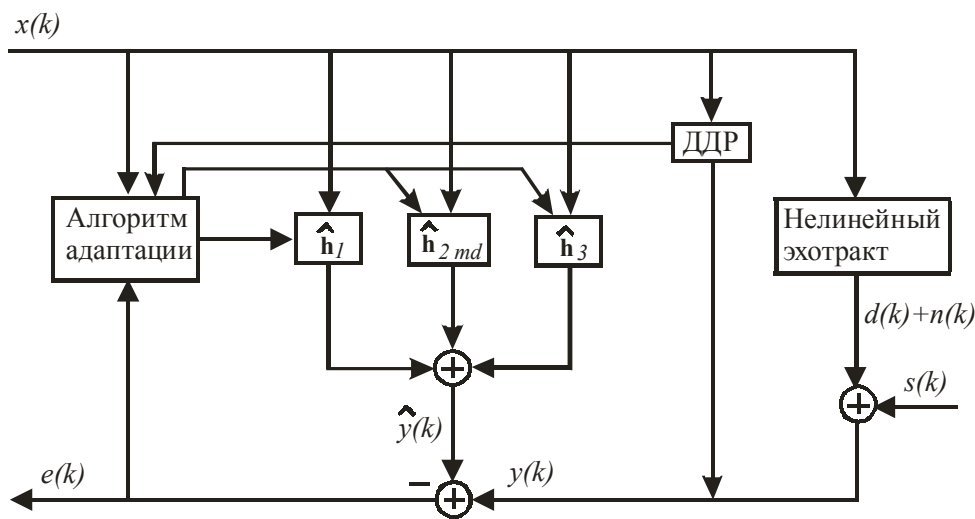 x(k)
ДДР
Алгоритм
адаптации
ĥ1
ĥ2 md
ĥ3
Нелинейный
эхотракт
d(k)+n(k)
+
+
s(k)
ŷ(k)
e(k)
−
+
y(k)